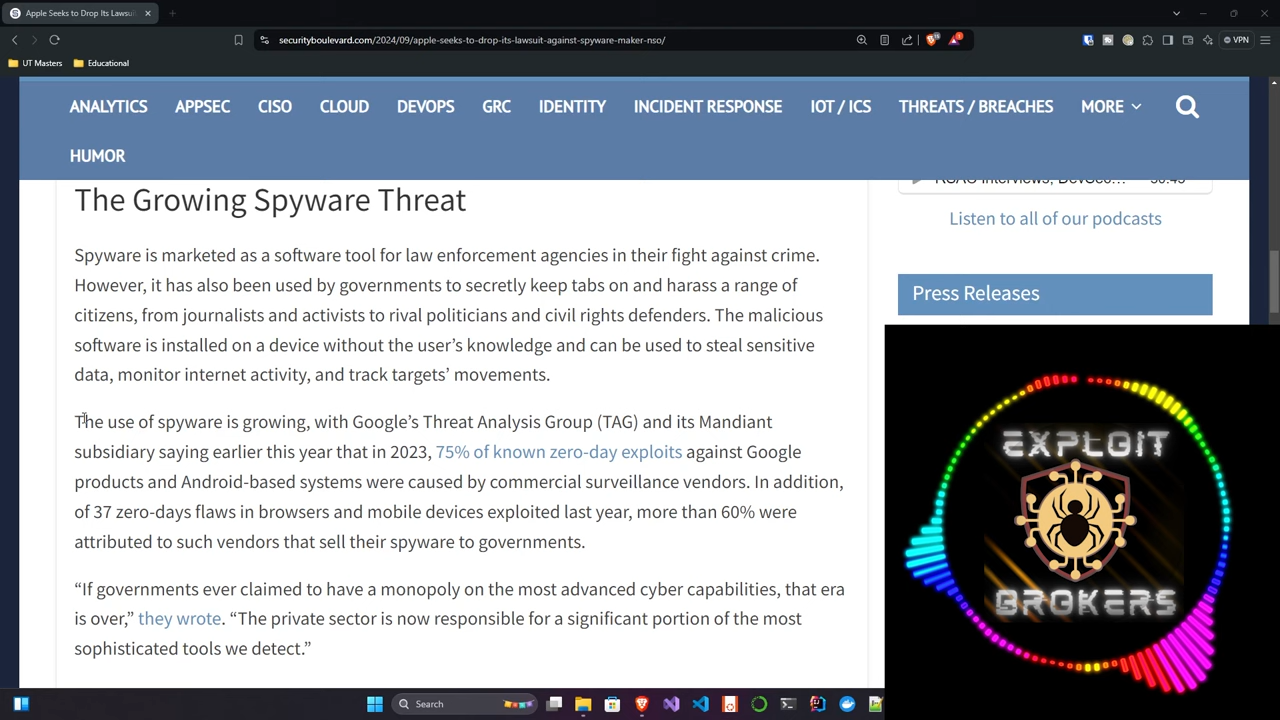 Apple Seeks to Drop Its Lawsui
securityboulevard.com/2024/09/apple-seeks-to-drop-its-lawsuit-against-spyware-maker-nso/
VPN
UT Masters
Educational
ANALYTICS APPSEC CISO CLOUD DEVOPS GRC IDENTITY INCIDENT RESPONSE IOT / ICS THREATS / BREACHES MORE
HUMOR
Listen to all of our podcasts
Press Releases
The Growing Spyware Threat
Spyware is marketed as a software tool for law enforcement agencies in their fight against crime.
However, it has also been used by governments to secretly keep tabs on and harass a range of
citizens, from journalists and activists to rival politicians and civil rights defenders. The malicious
software is installed on a device without the user’s knowledge and can be used to steal sensitive
data, monitor internet activity, and track targets’ movements.
The use of spyware is growing, with Google’s Threat Analysis Group (TAG) and its Mandiant
subsidiary saying earlier this year that in 2023, 75% of known zero-day exploits against Google
products and Android-based systems were caused by commercial surveillance vendors. In addition,
of 37 zero-days flaws in browsers and mobile devices exploited last year, more than 60% were
attributed to such vendors that sell their spyware to governments.
“If governments ever claimed to have a monopoly on the most advanced cyber capabilities, that era
is over,” they wrote. “The private sector is now responsible for a significant portion of the most
sophisticated tools we detect.”
EXPLOIT
BROKERS
Search